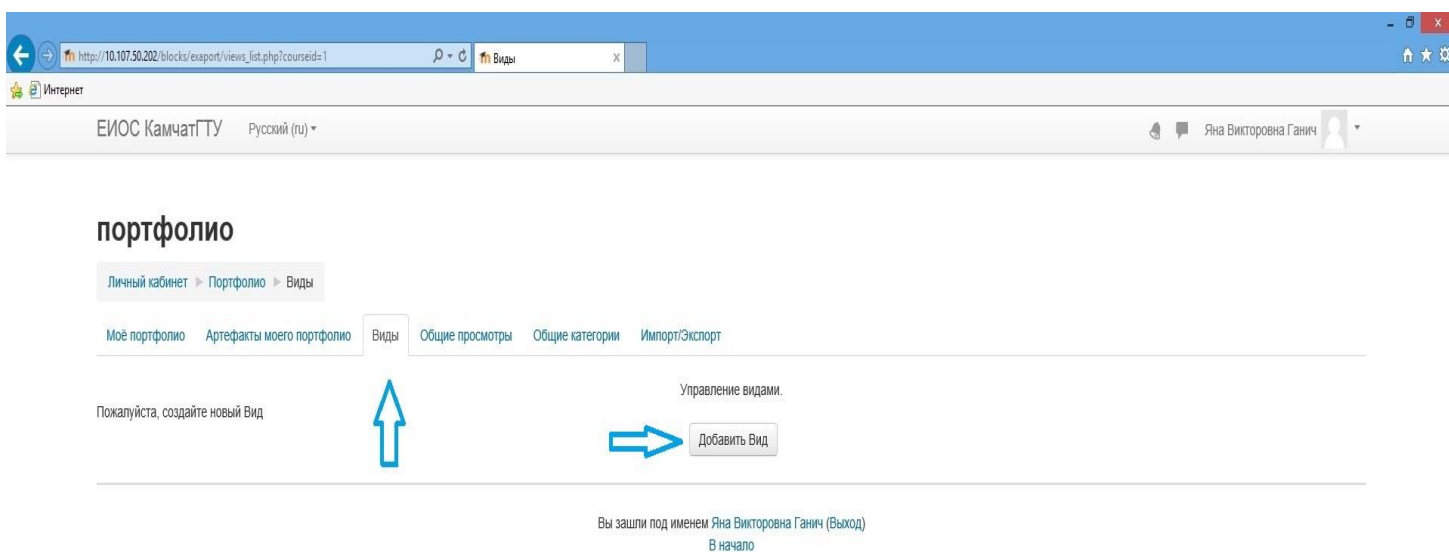 http://10.107.50.202/blocks/exaport/views_list.php?courseid=1 Виды
Интернет
ЕИОС КамчатГТУ Русский (ru) Яна Викторовна Ганич
портфолио
Личный кабинет Портфолио Виды
Моё портфолио Артефакты моего портфолио Виды Общие просмотры Общие категории Импорт/Экспорт
Управление видами.
Пожалуйста, создайте новый Вид
Добавить Вид
Вы зашли под именем Яна Викторовна Ганич (Выход)
В начало